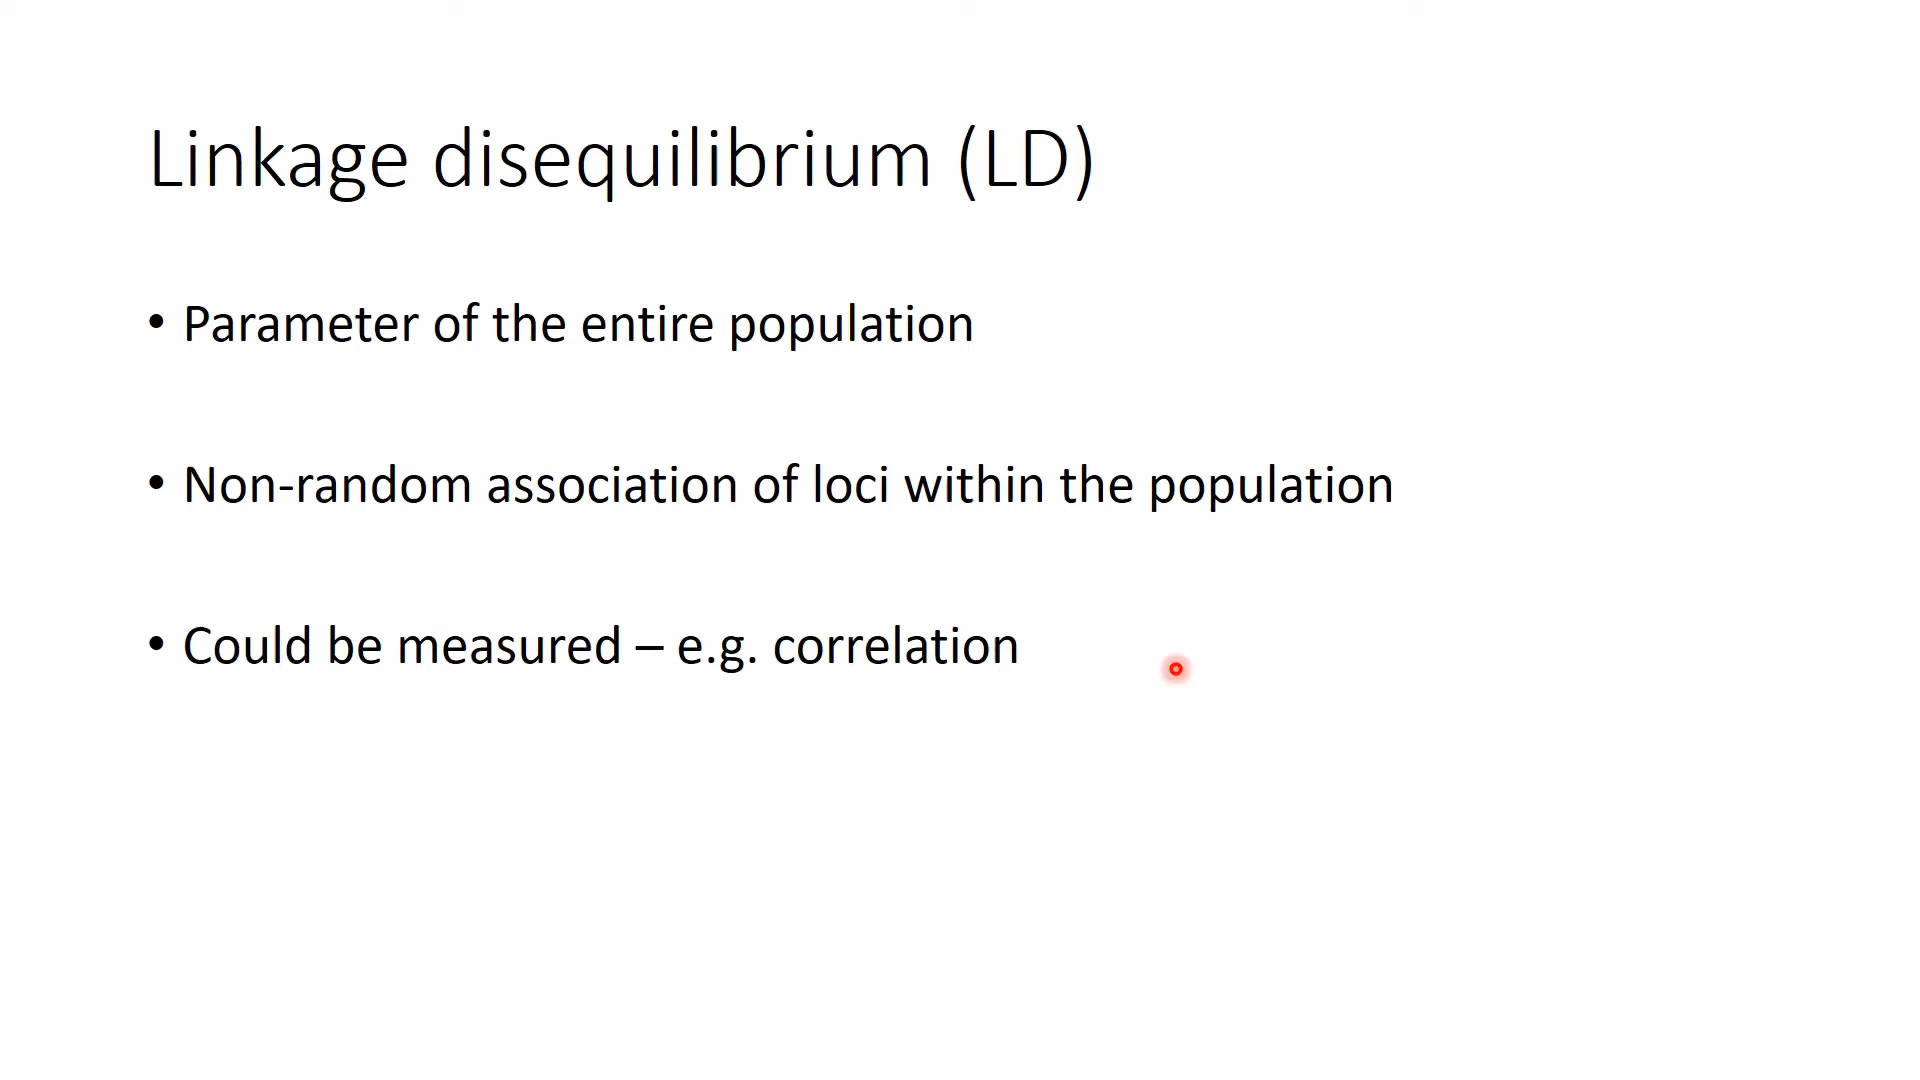 Linkage disequilibrium (LD)
• Parameter of the entire population
• Non-random association of loci within the population
• Could be measured – e.g. correlation